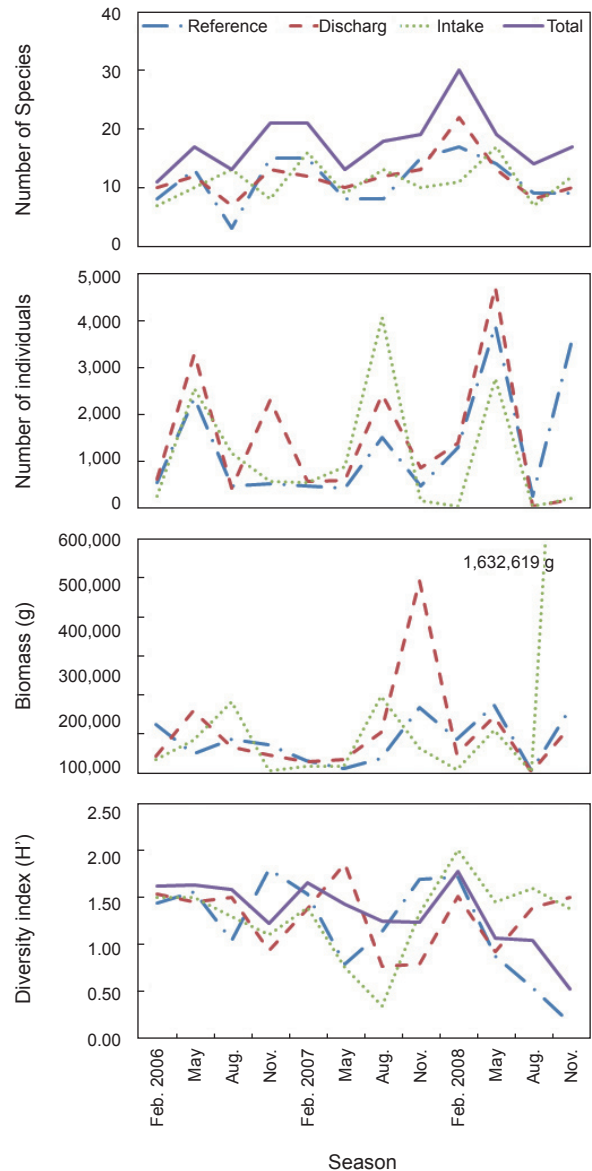 Reference Discharg Intake Total
Number of Species
40
30
20
10
0
Number of individuals
5,000
4,000
3,000
2,000
1,000
0
Biomass (g)
600,000
500,000
400,000
300,000
200,000
100,000
1,632,619 g
Diversity index (H')
2.50
2.00
1.50
1.00
0.50
0.00
Feb. 2006
May
Aug.
Nov.
Feb. 2007
May
Aug.
Nov.
Feb. 2008
May
Aug.
Nov.
Season